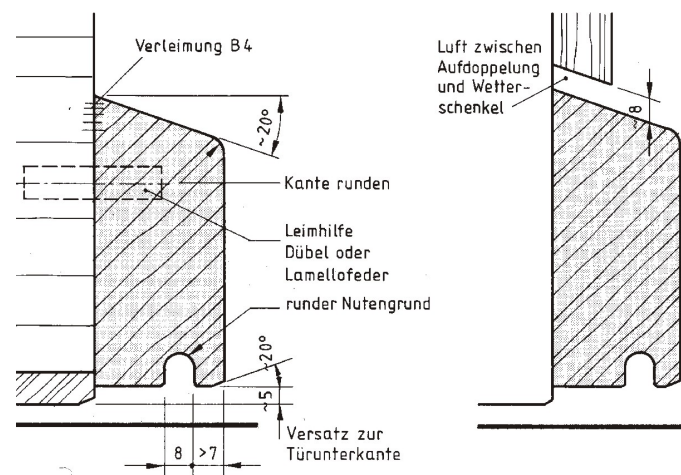 Verleimung B4
~20°
Kante runden
Leimhilfe
Dübel oder
Lamellofeder
runder Nutengrund
~20°
~5
Versatz zur
Türunterkante
8 >7
Luft zwischen
Aufdoppelung
und Wetter-
schenkel
~8